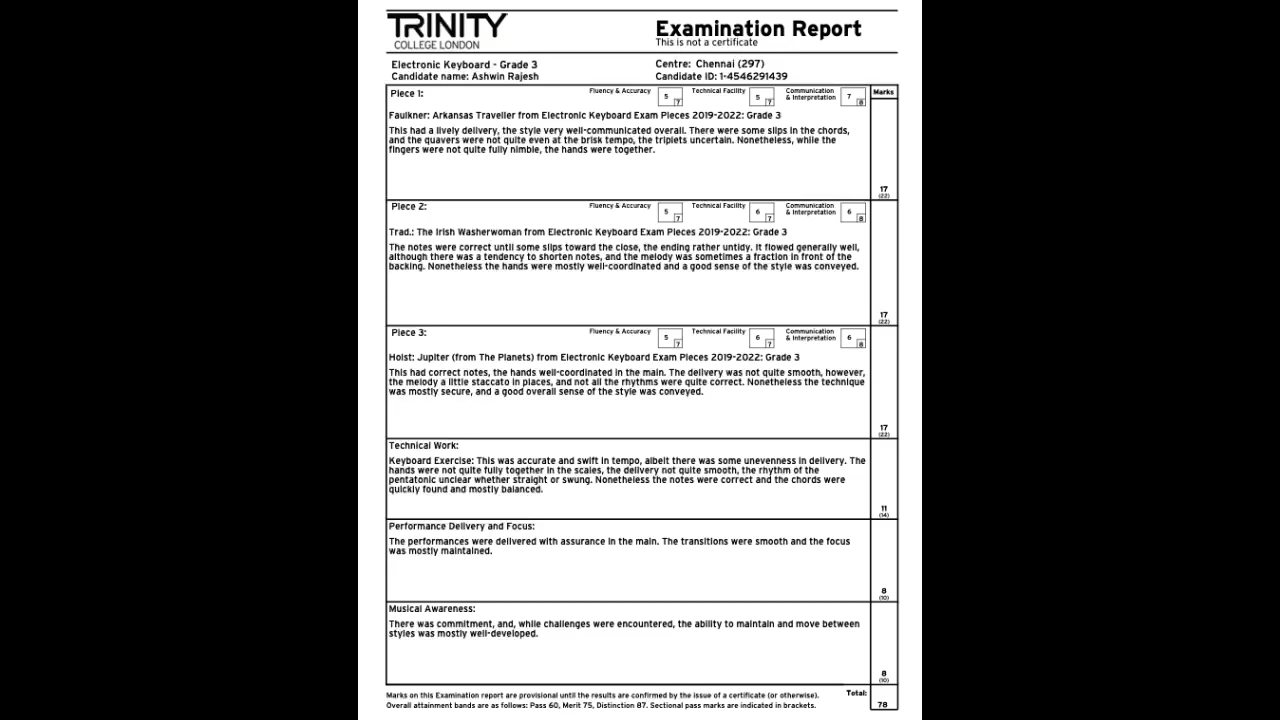 TRINITY
COLLEGE LONDON
Examination Report
This is not a certificate
Electronic Keyboard - Grade 3
Centre: Chennai (297)
Candidate name: Ashwin Rajesh
Candidate ID: 1-4546291439
Piece 1:
Fluency & Accuracy 5 7
Technical Facility 5 7
Communication
& Interpretation 7 8
Marks
Faulkner: Arkansas Traveller from Electronic Keyboard Exam Pieces 2019-2022: Grade 3
This had a lively delivery, the style very well-communicated overall. There were some slips in the chords,
and the quavers were not quite even at the brisk tempo, the triplets uncertain. Nonetheless, while the
fingers were not quite fully nimble, the hands were together.
17
(22)
Piece 2:
Fluency & Accuracy 5 7
Technical Facility 6 7
Communication
& Interpretation 6 8
Trad.: The Irish Washerwoman from Electronic Keyboard Exam Pieces 2019-2022: Grade 3
The notes were correct until some slips toward the close, the ending rather untidy. It flowed generally well,
although there was a tendency to shorten notes, and the melody was sometimes a fraction in front of the
backing. Nonetheless the hands were mostly well-coordinated and a good sense of the style was conveyed.
17
(22)
Piece 3:
Fluency & Accuracy 5 7
Technical Facility 6 7
Communication
& Interpretation 6 8
Holst: Jupiter (from The Planets) from Electronic Keyboard Exam Pieces 2019-2022: Grade 3
This had correct notes, the hands well-coordinated in the main. The delivery was not quite smooth, however,
the melody a little staccato in places, and not all the rhythms were quite correct. Nonetheless the technique
was mostly secure, and a good overall sense of the style was conveyed.
17
(22)
Technical Work:
Keyboard Exercise: This was accurate and swift in tempo, albeit there was some unevenness in delivery. The
hands were not quite fully together in the scales, the delivery not quite smooth, the rhythm of the
pentatonic unclear whether straight or swung. Nonetheless the notes were correct and the chords were
quickly found and mostly balanced.
11
(14)
Performance Delivery and Focus:
The performances were delivered with assurance in the main. The transitions were smooth and the focus
was mostly maintained.
8
(10)
Musical Awareness:
There was commitment, and, while challenges were encountered, the ability to maintain and move between
styles was mostly well-developed.
8
(10)
Marks on this Examination report are provisional until the results are confirmed by the issue of a certificate (or otherwise).
Overall attainment bands are as follows: Pass 60, Merit 75, Distinction 87. Sectional pass marks are indicated in brackets.
Total:
78